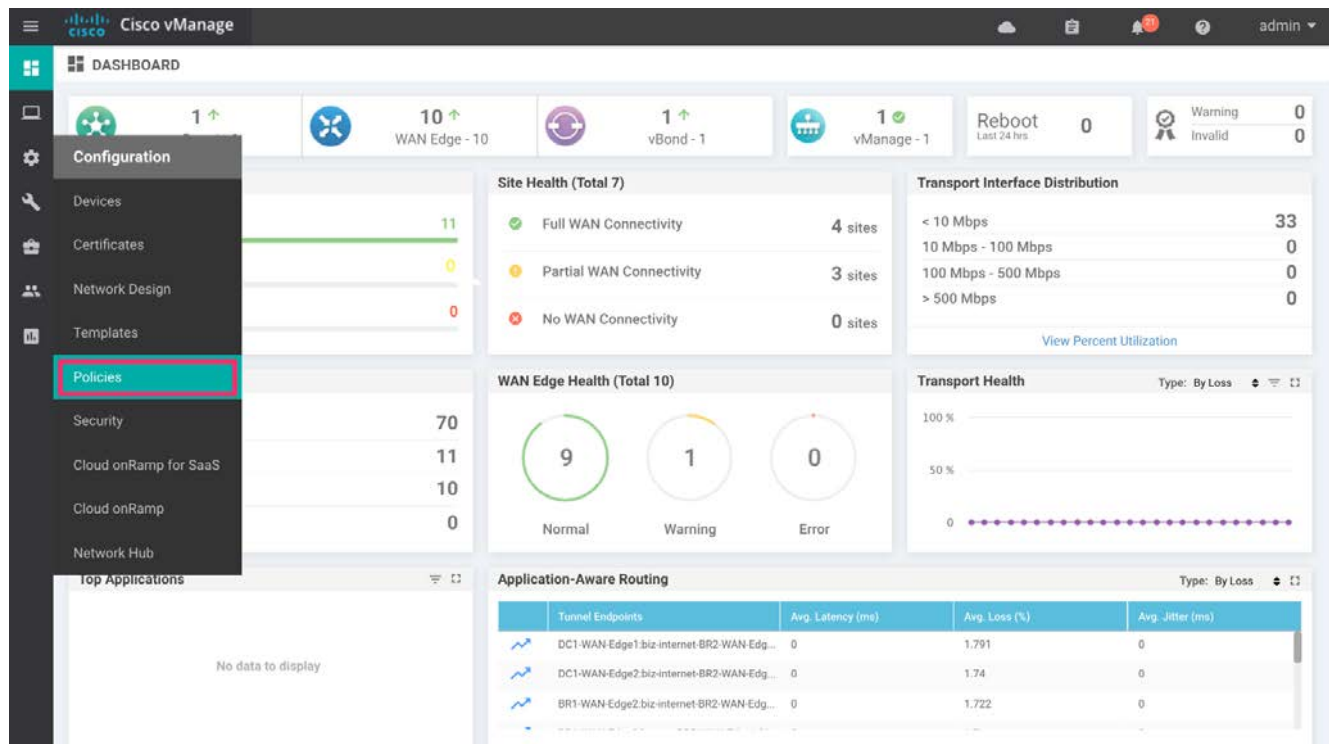 cisco Cisco vManage
21
admin
DASHBOARD
1
10
WAN Edge - 10
1
vBond - 1
1
vManage - 1
Reboot
Last 24 hrs
0
Warning 0
Invalid 0
Configuration
Devices
Certificates
Network Design
Templates
Policies
Security
Cloud onRamp for SaaS
Cloud onRamp
Network Hub
11
0
0
Site Health (Total 7)
Full WAN Connectivity 4 sites
Partial WAN Connectivity 3 sites
No WAN Connectivity 0 sites
Transport Interface Distribution
< 10 Mbps 33
10 Mbps - 100 Mbps 0
100 Mbps - 500 Mbps 0
> 500 Mbps 0
View Percent Utilization
70
11
10
0
WAN Edge Health (Total 10)
9 1 0
Normal Warning Error
Transport Health Type: By Loss
100 %
50 %
0
Top Applications
No data to display
Application-Aware Routing Type: By Loss
Tunnel Endpoints Avg. Latency (ms) Avg. Loss (%) Avg. Jitter (ms)
DC1-WAN-Edge1:biz-internet-BR2-WAN-Edg... 0 1.791 0
DC1-WAN-Edge2:biz-internet-BR2-WAN-Edg... 0 1.74 0
BR1-WAN-Edge2:biz-internet-BR2-WAN-Edg... 0 1.722 0